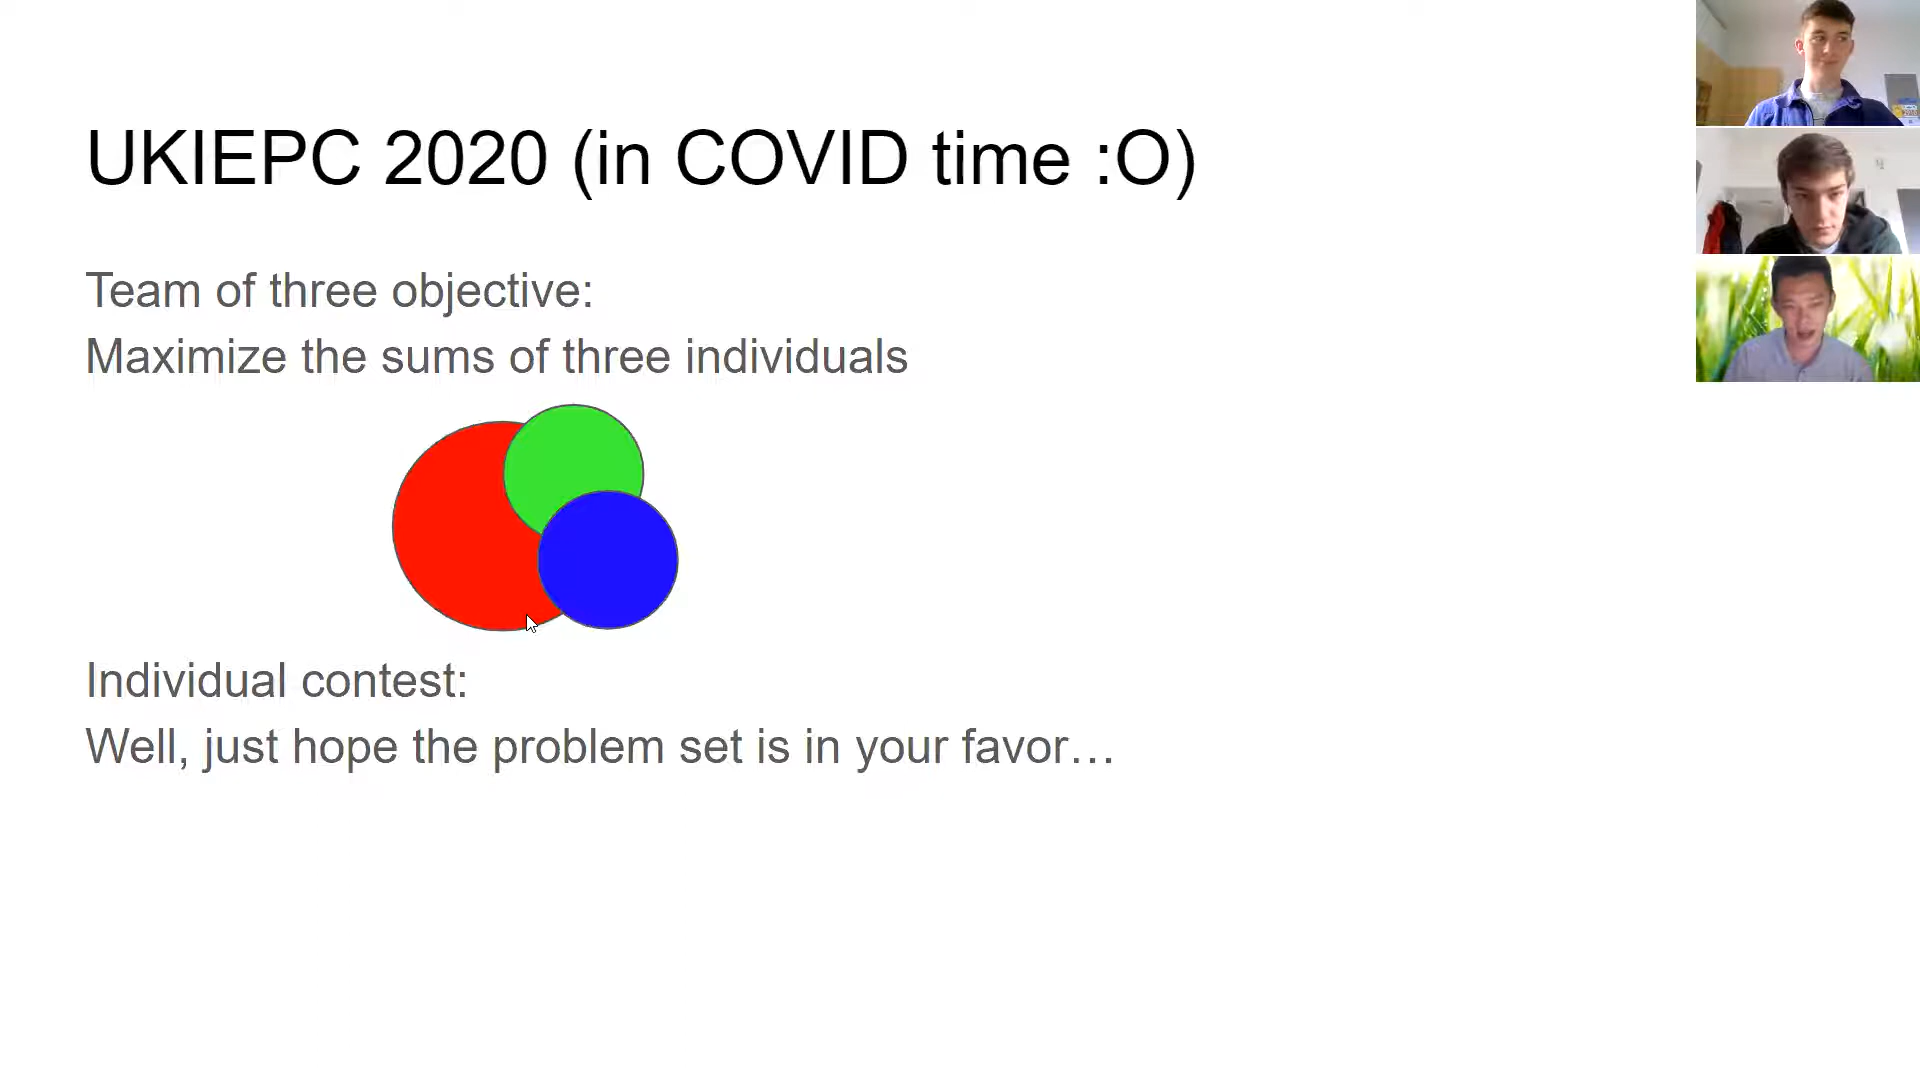 UKIEPC 2020 (in COVID time :O)
Team of three objective:
Maximize the sums of three individuals
Individual contest:
Well, just hope the problem set is in your favor…